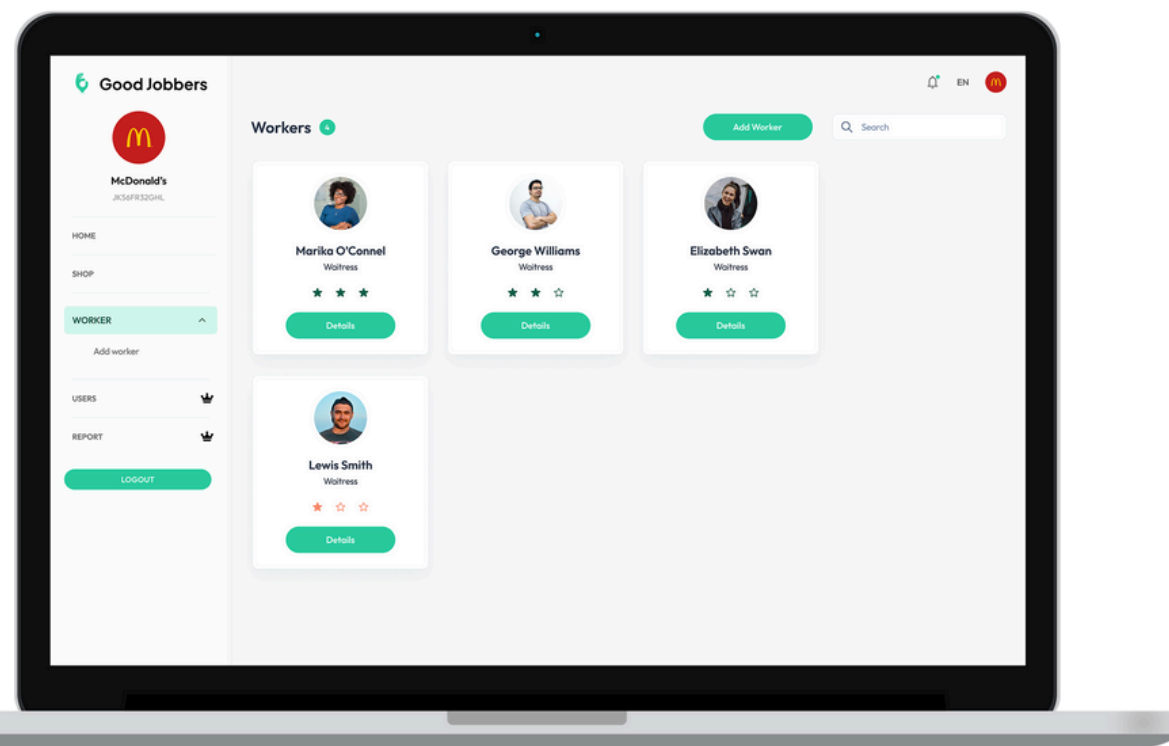 Good Jobbers
McDonald's
JK56FR32GHL
HOME
SHOP
WORKER
Add worker
USERS
REPORT
LOGOUT
EN
Workers 4
Add Worker
Search
Marika O'Connel
Waitress
Details
George Williams
Waitress
Details
Elizabeth Swan
Waitress
Details
Lewis Smith
Waitress
Details